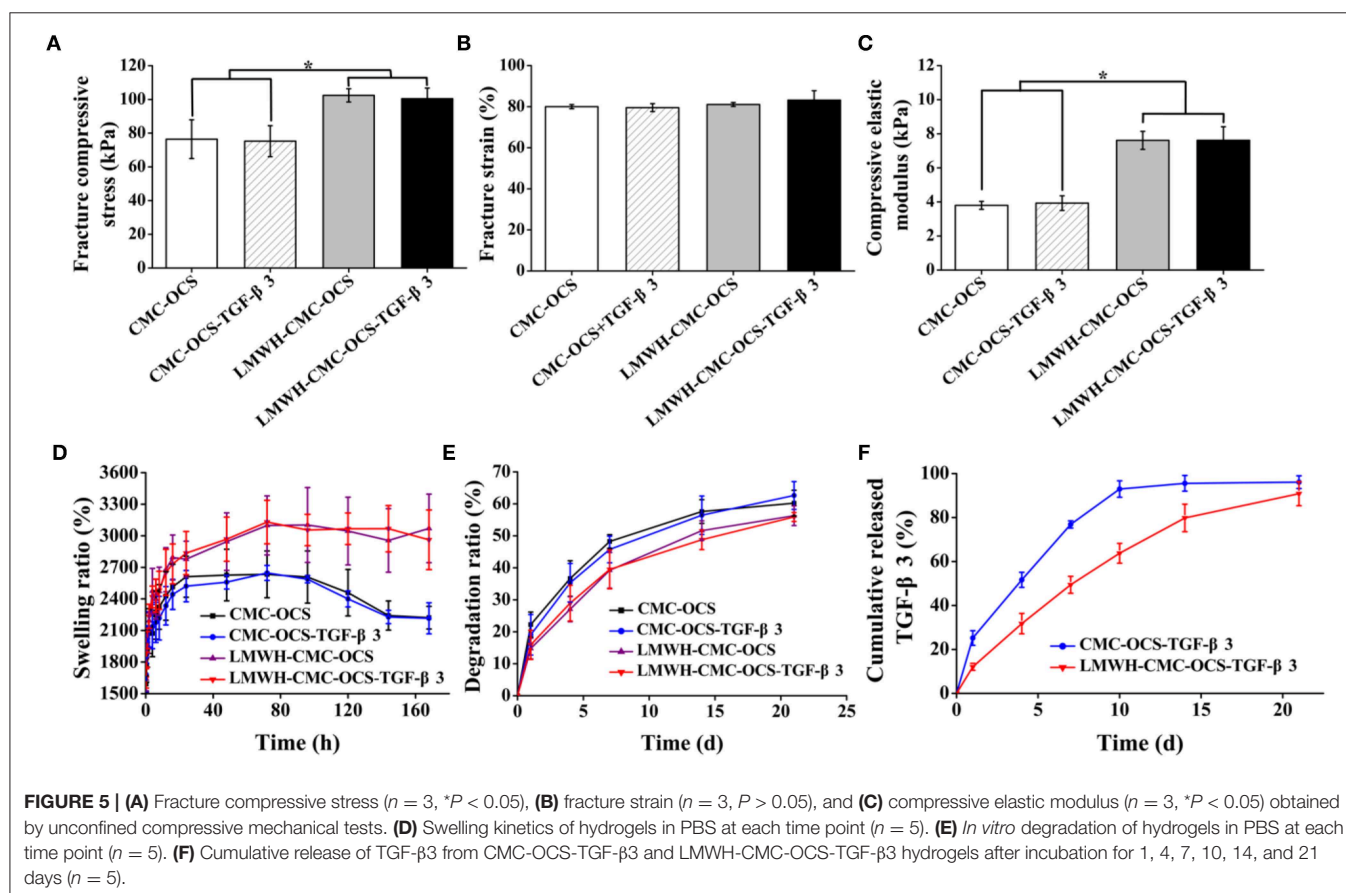 A
Fracture compressive
stress (kPa)
120
100
80
60
40
20
0
*
CMC-OCS
CMC-OCS-TGF-β 3
LMWH-CMC-OCS
LMWH-CMC-OCS-TGF-β 3
B
Fracture strain (%)
100
80
60
40
20
0
CMC-OCS
CMC-OCS+TGF-β 3
LMWH-CMC-OCS
LMWH-CMC-OCS-TGF-β 3
C
Compressive elastic
modulus (kPa)
12
10
8
6
4
2
0
*
CMC-OCS
CMC-OCS-TGF-β 3
LMWH-CMC-OCS
LMWH-CMC-OCS-TGF-β 3
D
Swelling ratio (%)
3600
3300
3000
2700
2400
2100
1800
1500
CMC-OCS
CMC-OCS-TGF-β 3
LMWH-CMC-OCS
LMWH-CMC-OCS-TGF-β 3
0 40 80 120 160
Time (h)
E
Degradation ratio (%)
70
60
50
40
30
20
10
0
CMC-OCS
CMC-OCS-TGF-β 3
LMWH-CMC-OCS
LMWH-CMC-OCS-TGF-β 3
0 5 10 15 20 25
Time (d)
F
Cumulative released
TGF-β 3 (%)
100
80
60
40
20
0
CMC-OCS-TGF-β 3
LMWH-CMC-OCS-TGF-β 3
0 5 10 15 20
Time (d)
FIGURE 5 | (A) Fracture compressive stress (n = 3, *P < 0.05), (B) fracture strain (n = 3, P > 0.05), and (C) compressive elastic modulus (n = 3, *P < 0.05) obtained
by unconfined compressive mechanical tests. (D) Swelling kinetics of hydrogels in PBS at each time point (n = 5). (E) In vitro degradation of hydrogels in PBS at each
time point (n = 5). (F) Cumulative release of TGF-β3 from CMC-OCS-TGF-β3 and LMWH-CMC-OCS-TGF-β3 hydrogels after incubation for 1, 4, 7, 10, 14, and 21
days (n = 5).